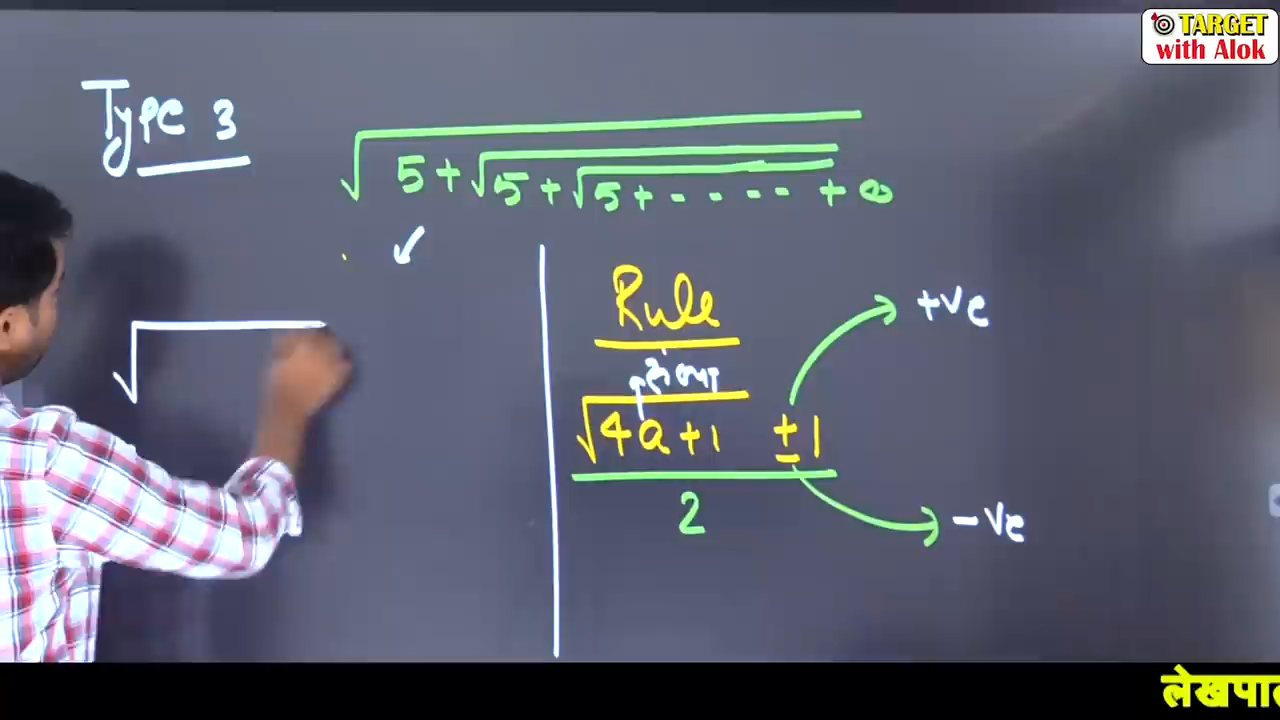 TARGET
with Alok
Type 3
√5+√5+√5+- - - - - +∞
✓
Rule
+ve
√4a+1 ±1
2
-ve